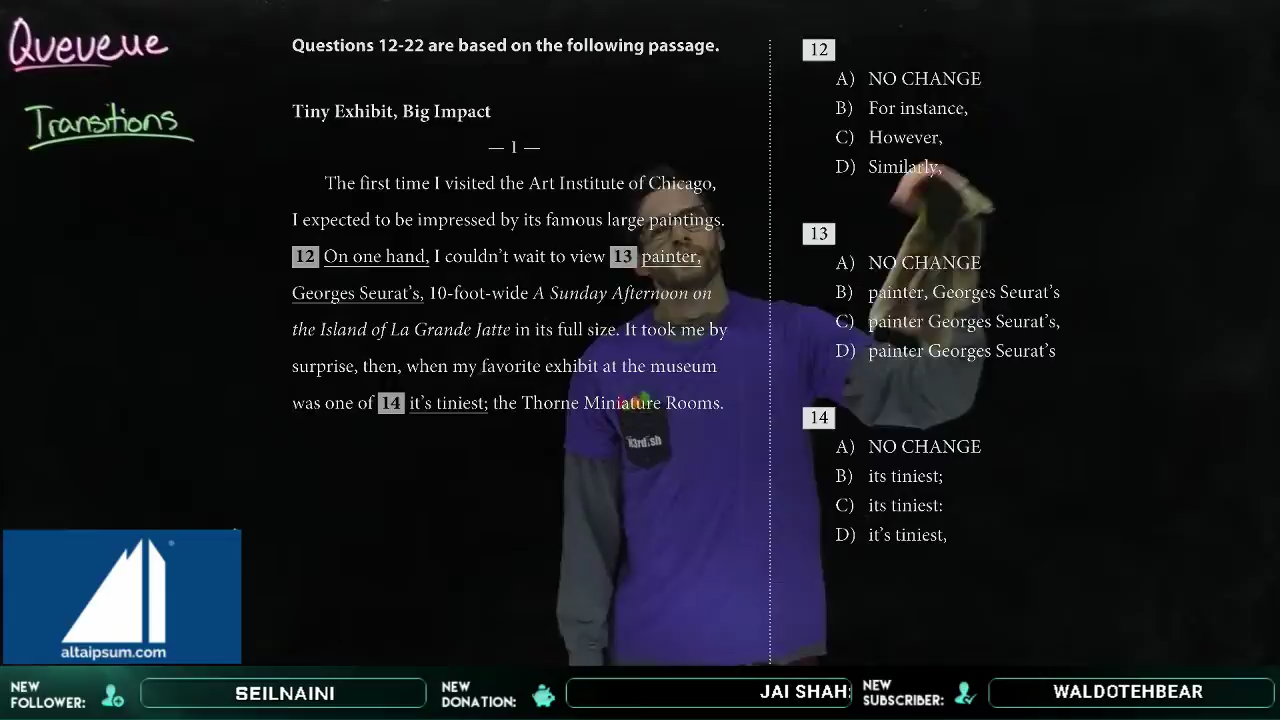 Queueue
Transitions
Questions 12-22 are based on the following passage.
Tiny Exhibit, Big Impact
— 1 —
The first time I visited the Art Institute of Chicago,
I expected to be impressed by its famous large paintings.
12 On one hand, I couldn't wait to view 13 painter,
Georges Seurat's, 10-foot-wide A Sunday Afternoon on
the Island of La Grande Jatte in its full size. It took me by
surprise, then, when my favorite exhibit at the museum
was one of 14 it's tiniest; the Thorne Miniature Rooms.
12
A) NO CHANGE
B) For instance,
C) However,
D) Similarly,
13
A) NO CHANGE
B) painter, Georges Seurat's
C) painter Georges Seurat's,
D) painter Georges Seurat's
14
A) NO CHANGE
B) its tiniest;
C) its tiniest:
D) it's tiniest,
altaipsum.com
NEW FOLLOWER: SEILNAINI
NEW DONATION: JAI SHAH:
NEW SUBSCRIBER: WALDOTEHBEAR